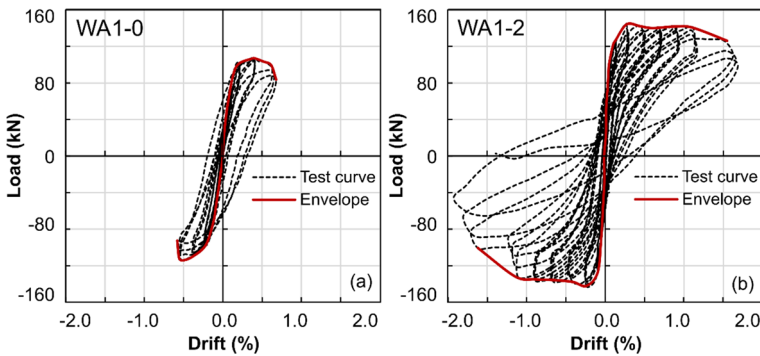 WA1-0
160
80
0
-80
-160
Load (kN)
Test curve
Envelope
(a)
-2.0 -1.0 0.0 1.0 2.0
Drift (%)
WA1-2
160
80
0
-80
-160
Load (kN)
Test curve
Envelope
(b)
-2.0 -1.0 0.0 1.0 2.0
Drift (%)